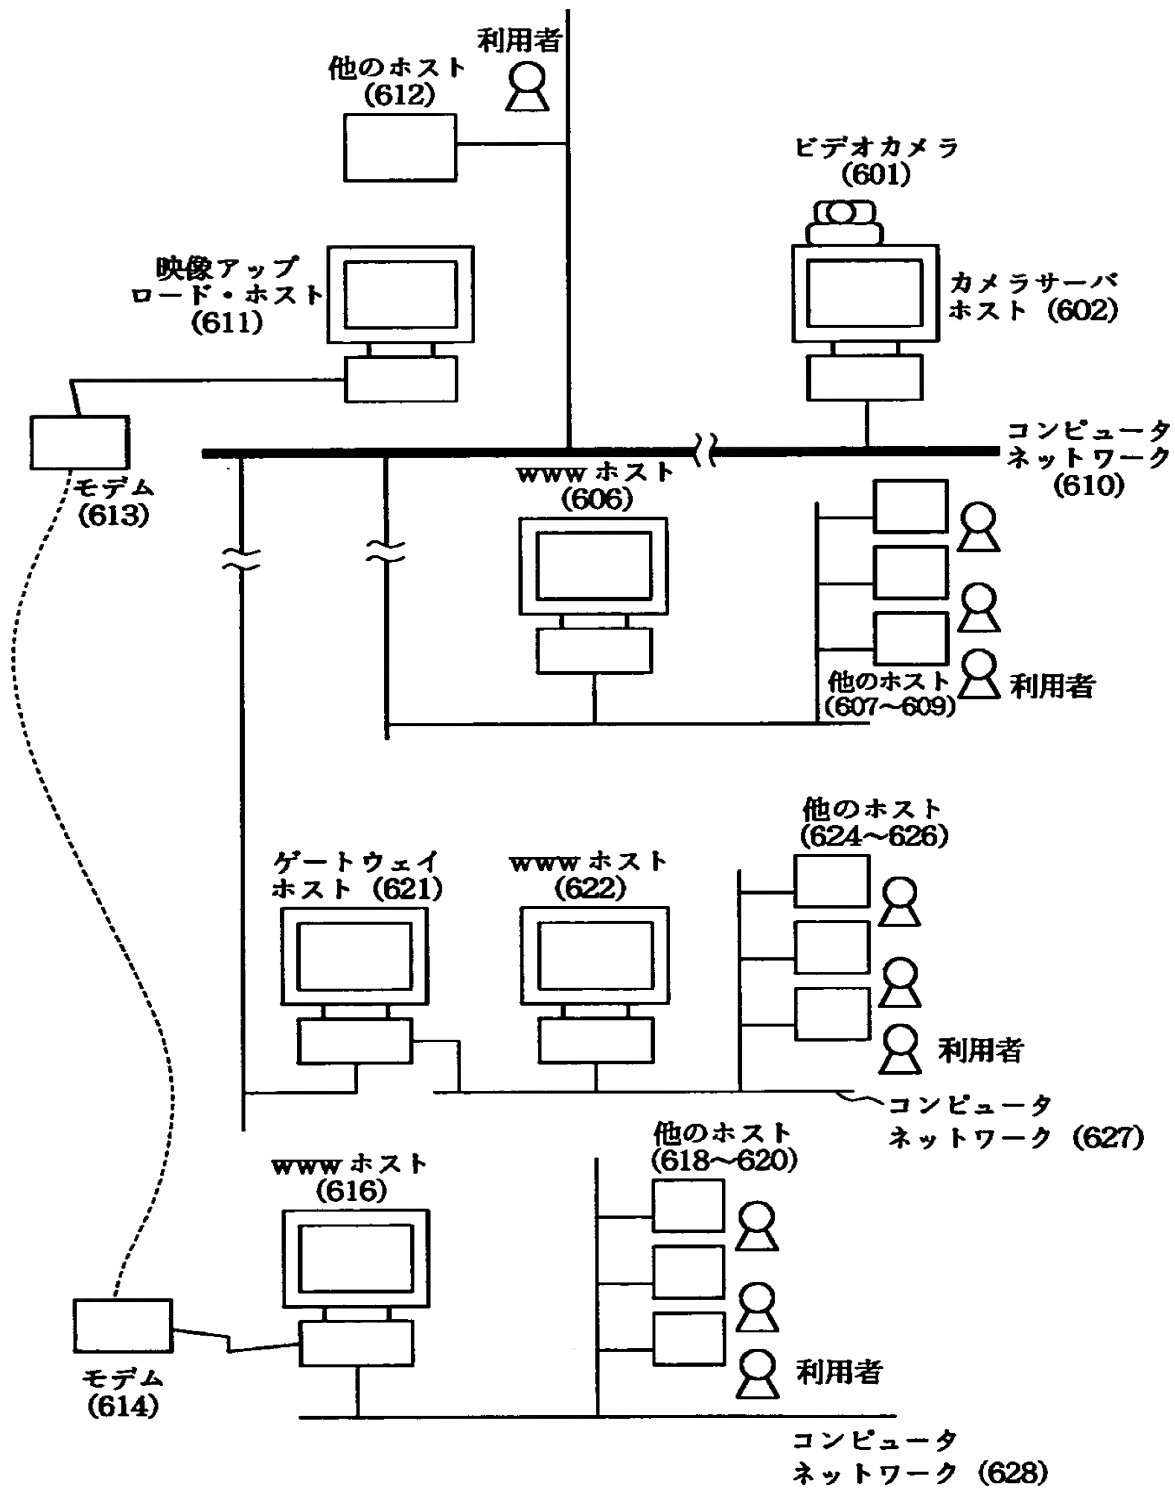 利用者
他のホスト
(612)
ビデオカメラ
(601)
映像アップ
ロード・ホスト
(611)
カメラサーバ
ホスト (602)
コンピュータ
ネットワーク
(610)
モデム
(613)
WWW ホスト
(606)
他のホスト
(607～609)
利用者
他のホスト
(624～626)
ゲートウェイ
ホスト (621)
WWW ホスト
(622)
利用者
コンピュータ
ネットワーク (627)
他のホスト
(618～620)
WWW ホスト
(616)
利用者
モデム
(614)
コンピュータ
ネットワーク (628)